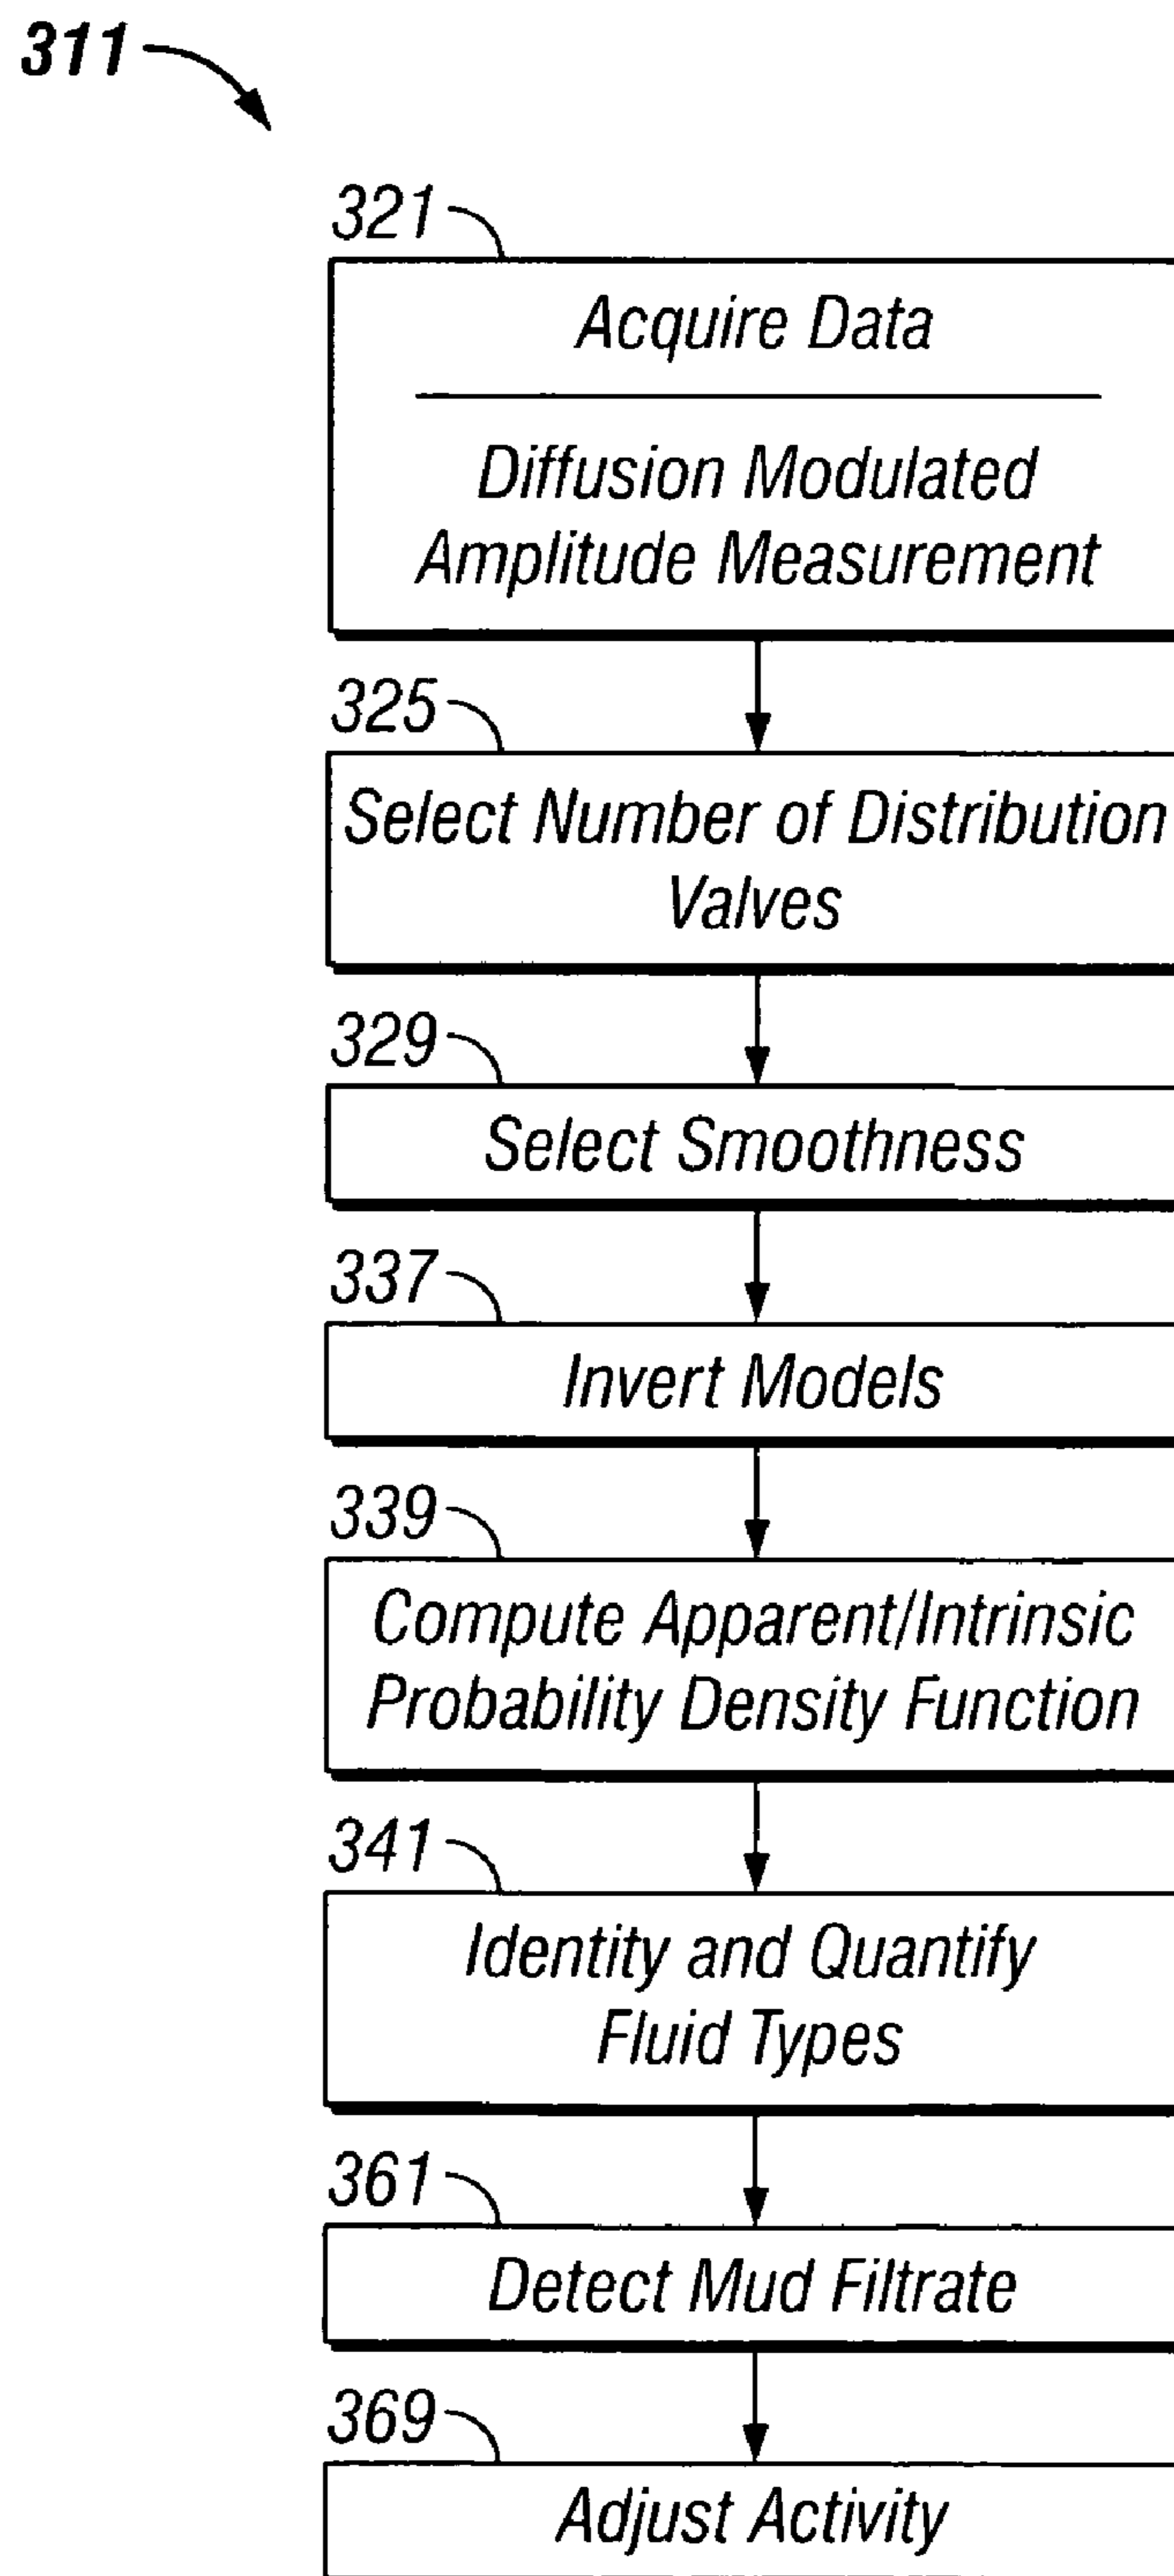 311
321
Acquire Data
Diffusion Modulated
Amplitude Measurement
325
Select Number of Distribution
Valves
329
Select Smoothness
337
Invert Models
339
Compute Apparent/Intrinsic
Probability Density Function
341
Identity and Quantify
Fluid Types
361
Detect Mud Filtrate
369
Adjust Activity